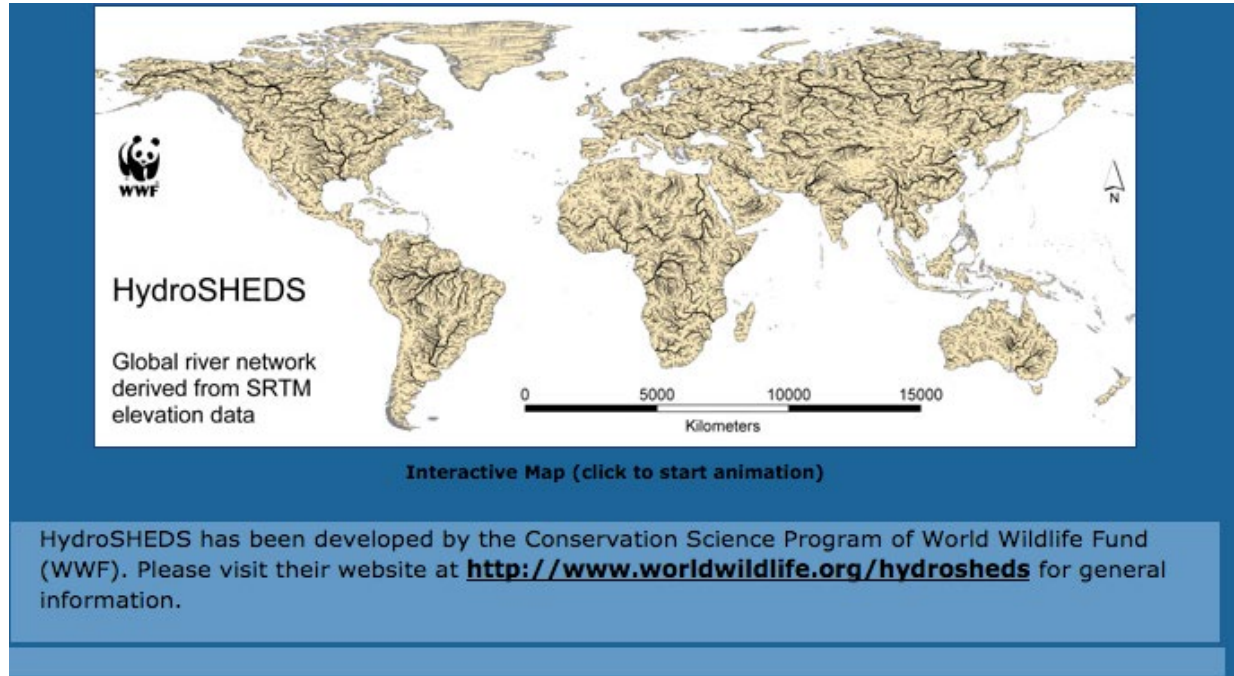 WWF
N
HydroSHEDS
Global river network
derived from SRTM
elevation data
0 5000 10000 15000
Kilometers
Interactive Map (click to start animation)
HydroSHEDS has been developed by the Conservation Science Program of World Wildlife Fund
(WWF). Please visit their website at http://www.worldwildlife.org/hydrosheds for general
information.